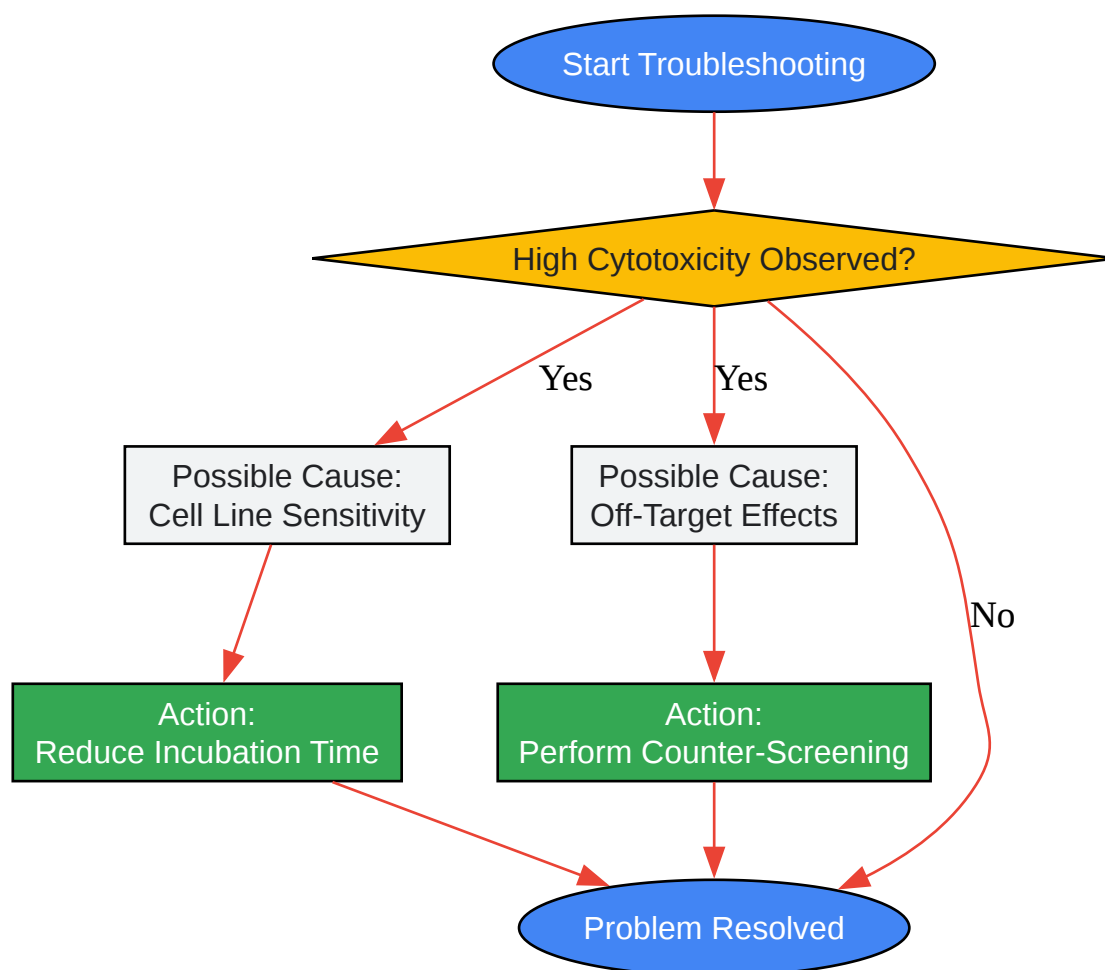 Start Troubleshooting
High Cytotoxicity Observed?
Yes
Yes
Possible Cause:
Cell Line Sensitivity
Possible Cause:
Off-Target Effects
No
Action:
Reduce Incubation Time
Action:
Perform Counter-Screening
Problem Resolved